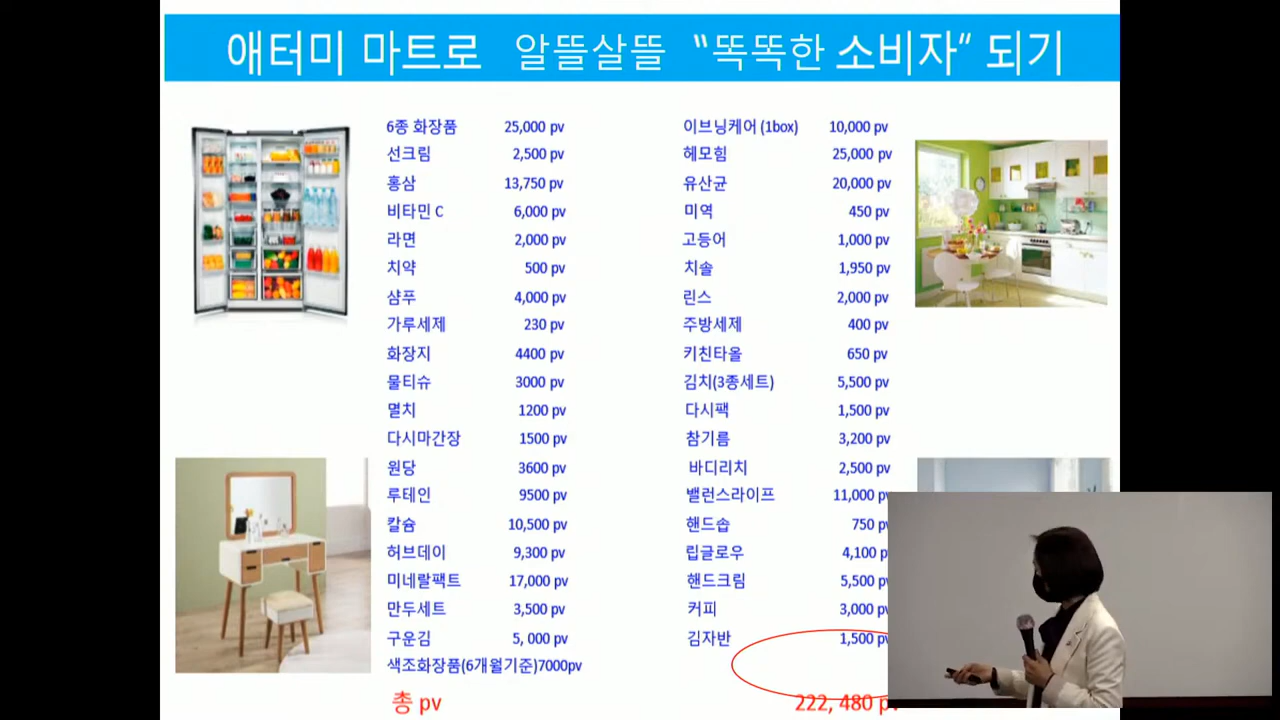 애터미 마트로 알뜰살뜰 “똑똑한 소비자” 되기
6종 화장품 25,000 pv
선크림 2,500 pv
홍삼 13,750 pv
비타민 C 6,000 pv
라면 2,000 pv
치약 500 pv
샴푸 4,000 pv
가루세제 230 pv
화장지 4400 pv
물티슈 3000 pv
멸치 1200 pv
다시마간장 1500 pv
원당 3600 pv
루테인 9500 pv
칼슘 10,500 pv
허브데이 9,300 pv
미네랄팩트 17,000 pv
만두세트 3,500 pv
구운김 5, 000 pv
색조화장품(6개월기준)7000pv
이브닝케어 (1box) 10,000 pv
헤모힘 25,000 pv
유산균 20,000 pv
미역 450 pv
고등어 1,000 pv
치솔 1,950 pv
린스 2,000 pv
주방세제 400 pv
키친타올 650 pv
김치(3종세트) 5,500 pv
다시팩 1,500 pv
참기름 3,200 pv
바디리치 2,500 pv
밸런스라이프 11,000 pv
핸드솝 750 pv
립글로우 4,100 pv
핸드크림 5,500 pv
커피 3,000 pv
김자반 1,500 pv
총 pv 222, 480 pv